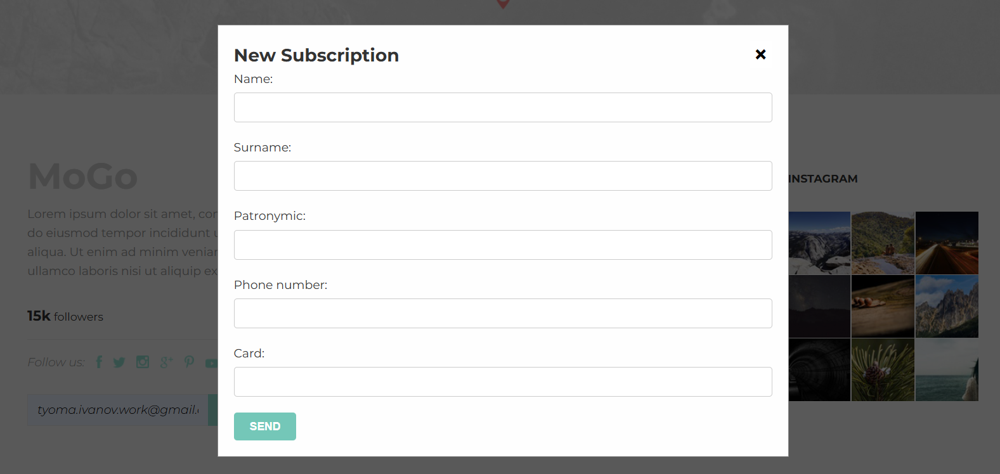 New Subscription
Name:
Surname:
Patronymic:
Phone number:
Card:
SEND
MoGo
Lorem ipsum dolor sit amet,
do eiusmod tempor incididunt
aliqua. Ut enim ad minim
ullamco laboris nisi ut aliquip ex
15k followers
Follow us:
tyoma.ivanov.work@gmail.
INSTAGRAM